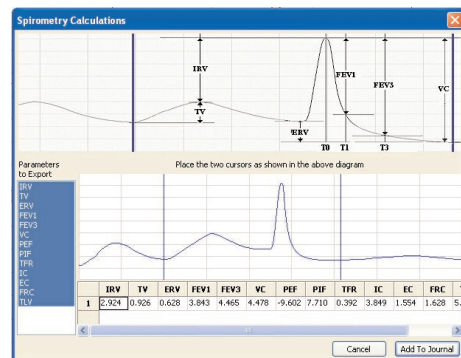 Spirometry Calculations
IRV
TV
ERV
FEV1
FEV3
VC
T0 T1 T3
Parameters to Export
Place the two cursors as shown in the above diagram
IRV
TV
ERV
FEV1
FEV3
VC
PEF
PIF
TFR
IC
EC
FRC
TLV
IRV TV ERV FEV1 FEV3 VC PEF PIF TFR IC EC FRC T
1 2.924 0.926 0.628 3.843 4.465 4.478 -9.602 7.710 0.392 3.849 1.554 1.628 5.
Cancel Add To Journal